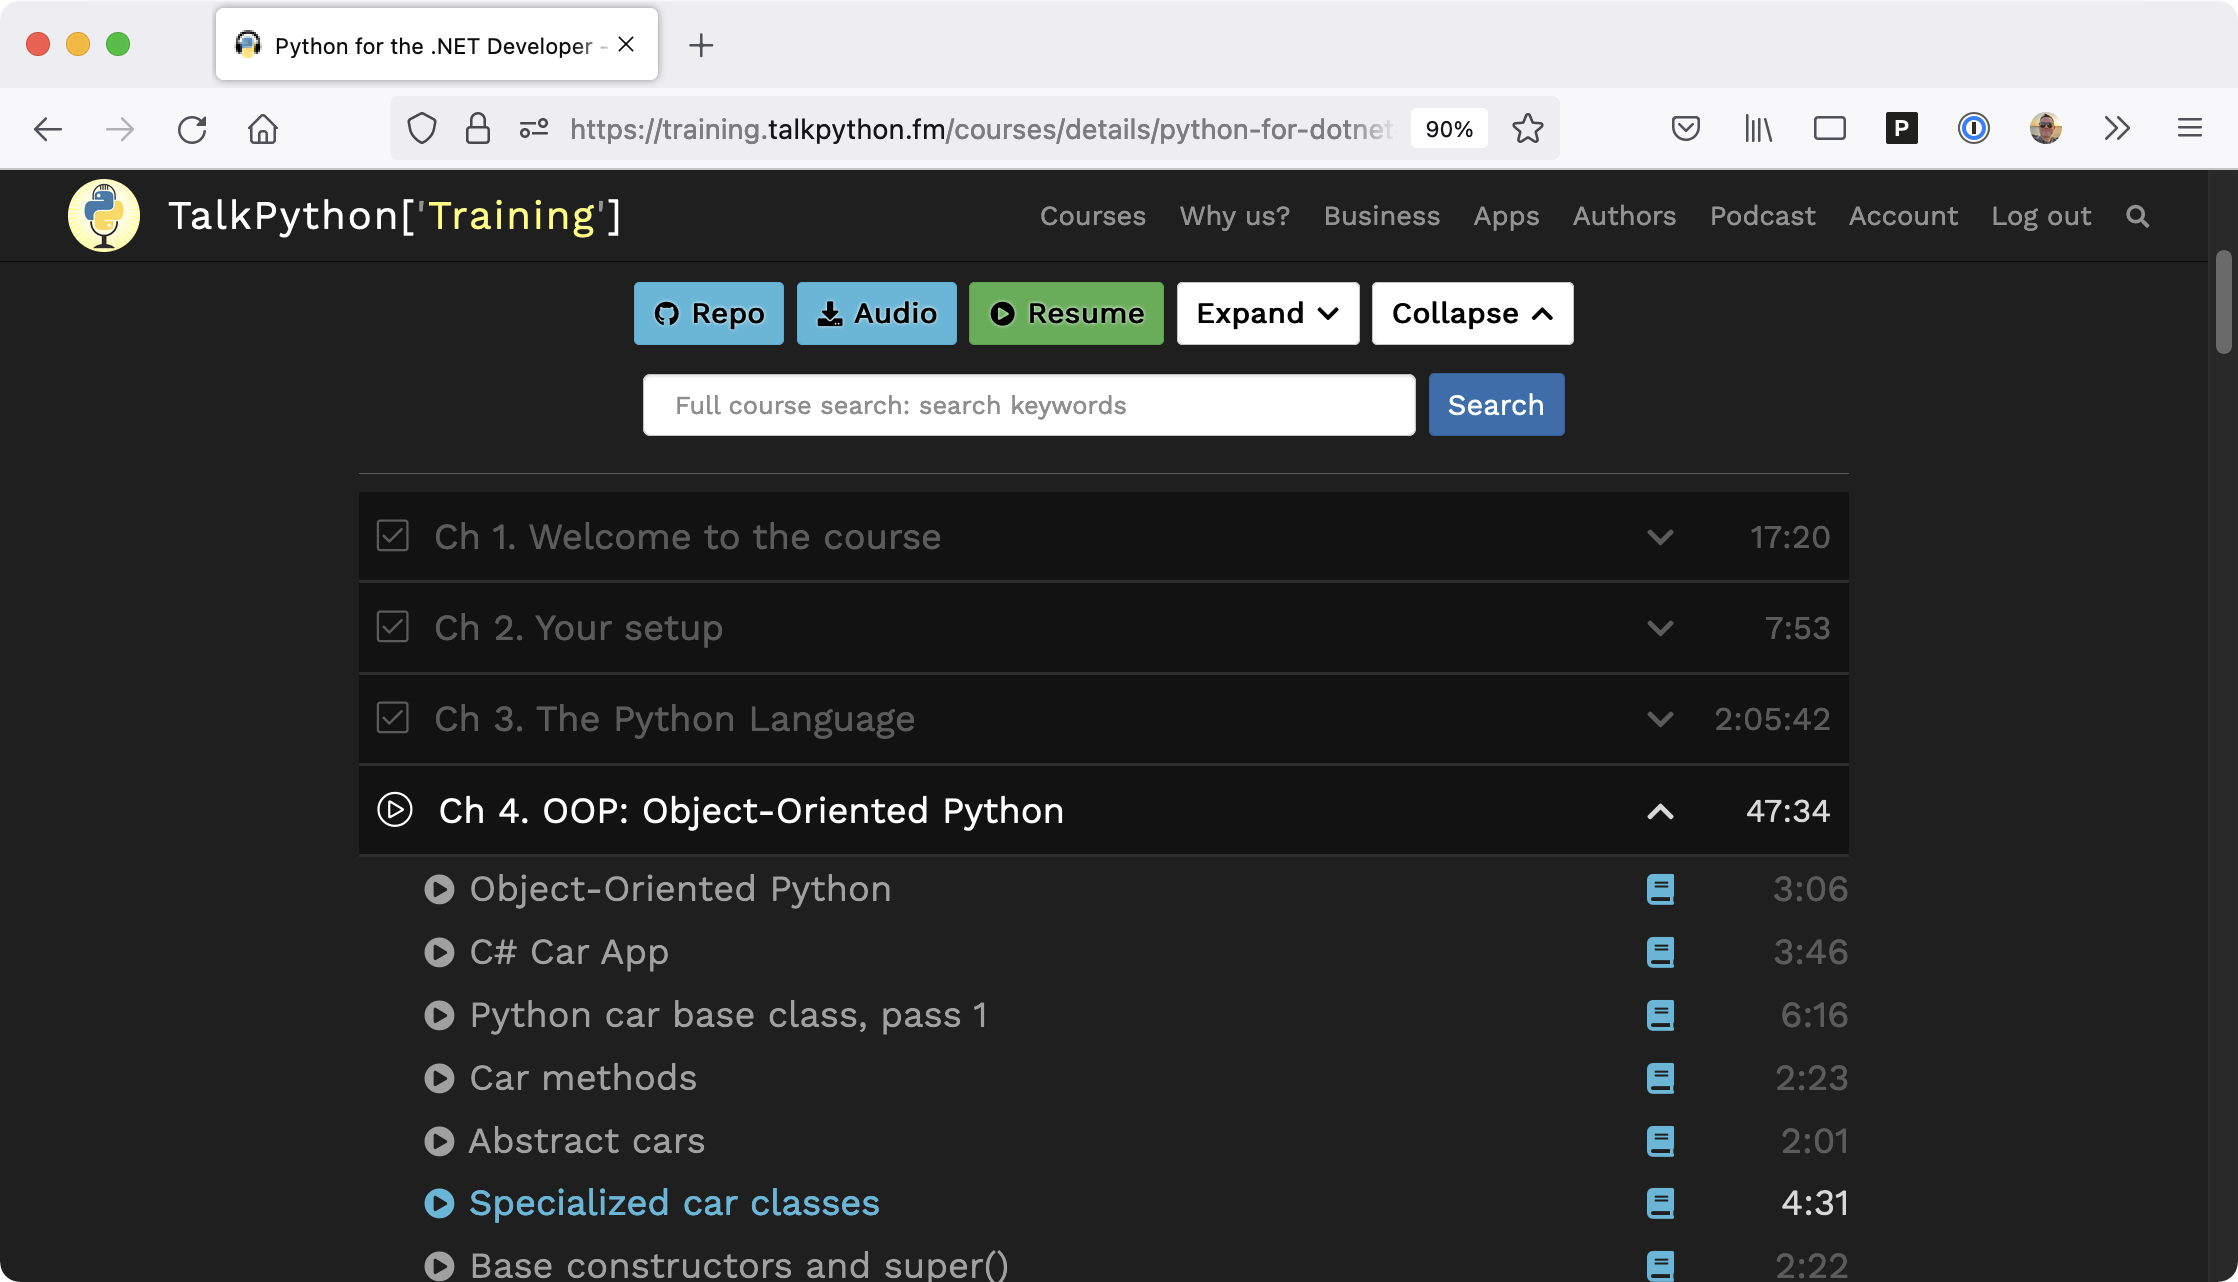 Python for the .NET Developer -
https://training.talkpython.fm/courses/details/python-for-dotnet-
90%
P
TalkPython['Training']
Courses Why us? Business Apps Authors Podcast Account Log out
Repo Audio Resume Expand Collapse
Full course search: search keywords Search
Ch 1. Welcome to the course 17:20
Ch 2. Your setup 7:53
Ch 3. The Python Language 2:05:42
Ch 4. OOP: Object-Oriented Python 47:34
Object-Oriented Python 3:06
C# Car App 3:46
Python car base class, pass 1 6:16
Car methods 2:23
Abstract cars 2:01
Specialized car classes 4:31
Base constructors and super() 2:22